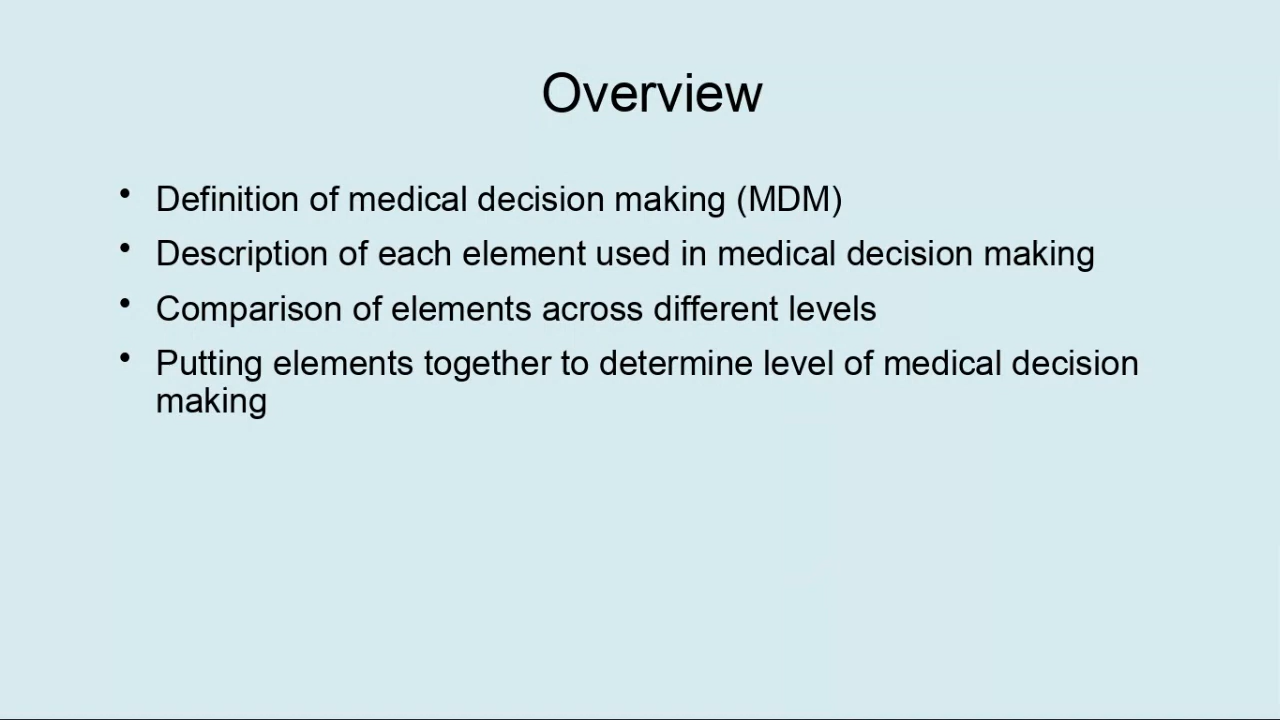 Overview
• Definition of medical decision making (MDM)
• Description of each element used in medical decision making
• Comparison of elements across different levels
• Putting elements together to determine level of medical decision
making